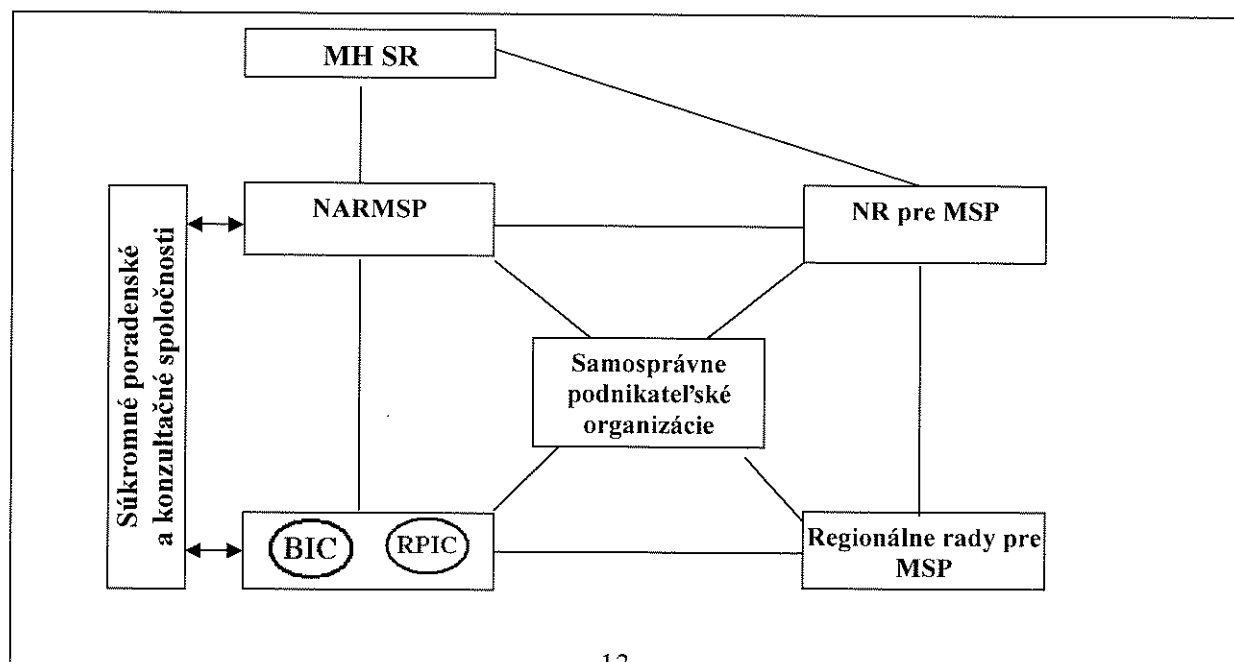 MH SR
NARMSP
NR pre MSP
Súkromné poradenské
a konzultačné spoločnosti
Samosprávne
podnikateľské
organizácie
BIC
RPIC
Regionálne rady pre
MSP